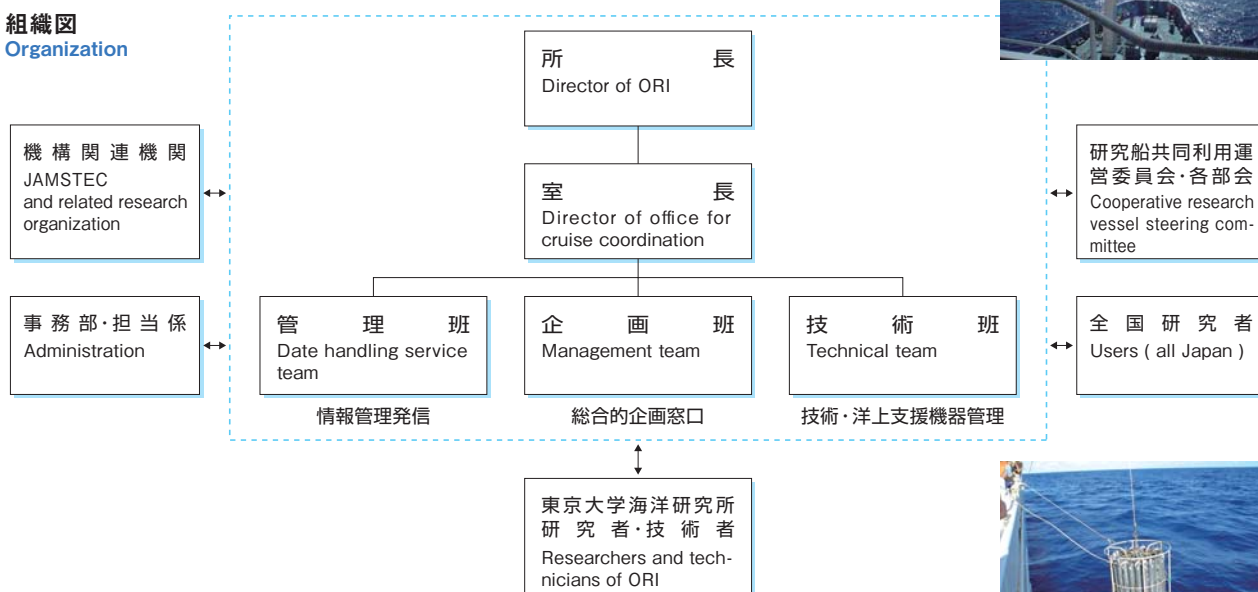 組織図
Organization
所長
Director of ORI
機構関連機関
JAMSTEC
and related research
organization
室長
Director of office for
cruise coordination
研究船共同利用運
営委員会・各部会
Cooperative research
vessel steering com-
mittee
事務部・担当係
Administration
管理班
Date handling service
team
情報管理発信
企画班
Management team
総合的企画窓口
技術班
Technical team
技術・洋上支援機器管理
全国研究者
Users ( all Japan )
東京大学海洋研究所
研究者・技術者
Researchers and tech-
nicians of ORI